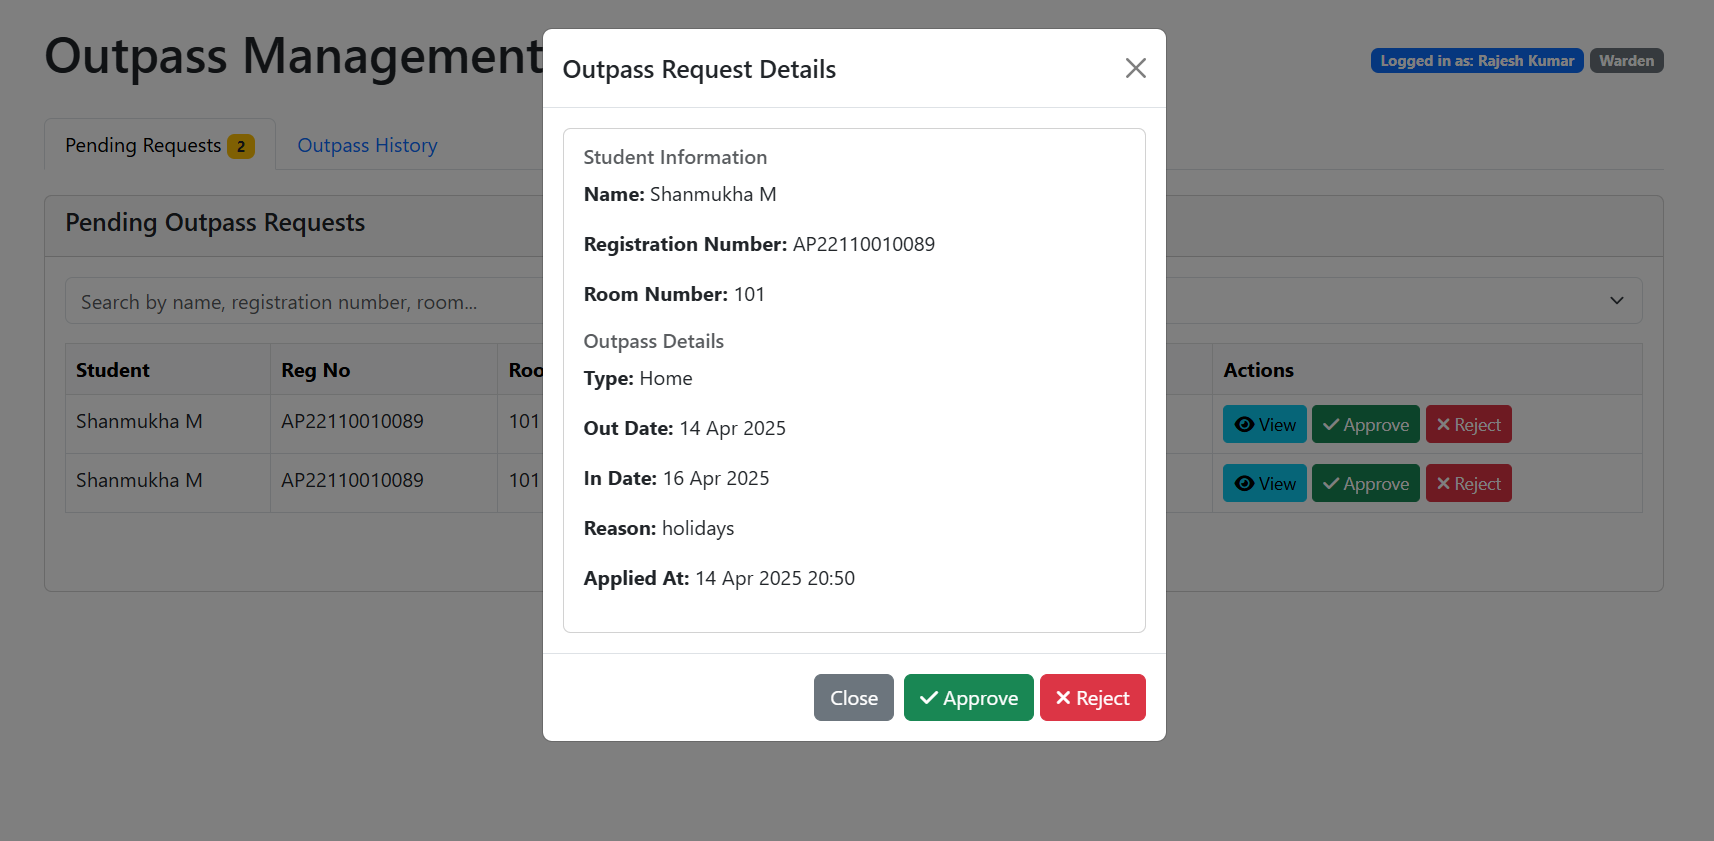 Outpass Management
Logged in as: Rajesh Kumar Warden
Pending Requests 2 Outpass History
Pending Outpass Requests
Search by name, registration number, room...
Student Reg No Actions
Shanmukha M AP22110010089 101 View Approve Reject
Shanmukha M AP22110010089 101 View Approve Reject
Outpass Request Details
Student Information
Name: Shanmukha M
Registration Number: AP22110010089
Room Number: 101
Outpass Details
Type: Home
Out Date: 14 Apr 2025
In Date: 16 Apr 2025
Reason: holidays
Applied At: 14 Apr 2025 20:50
Close Approve Reject